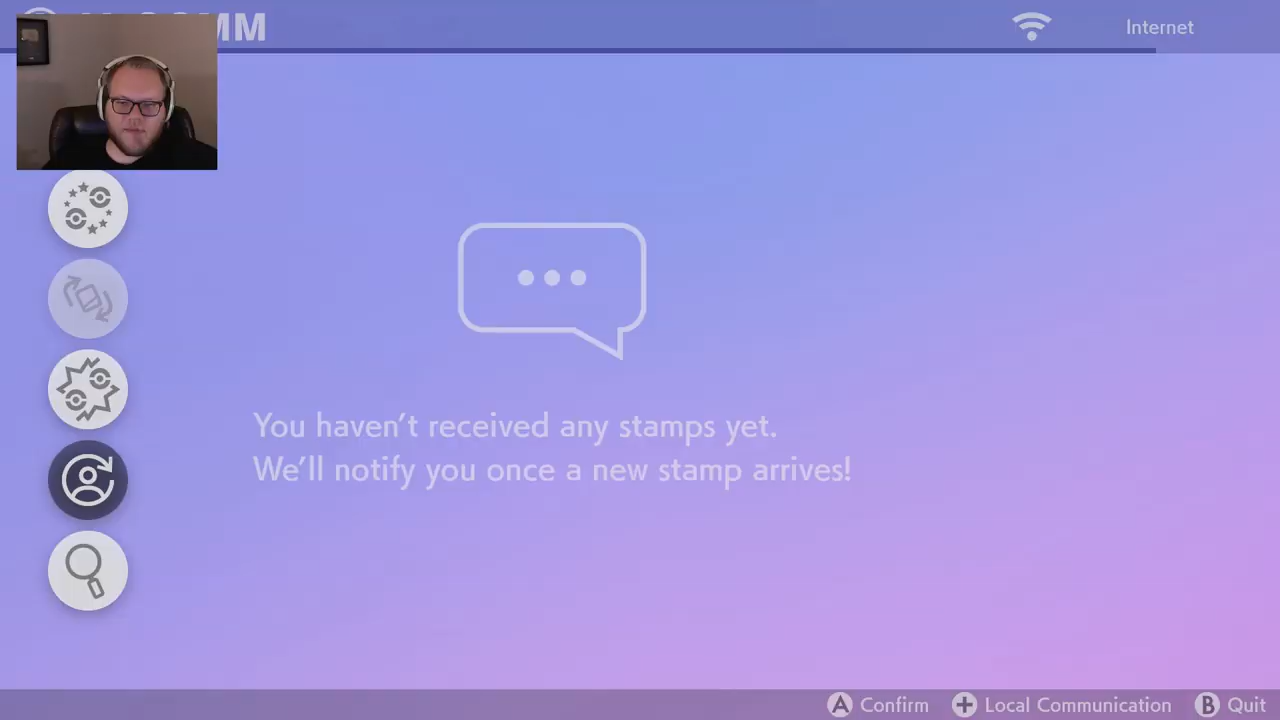 Internet
You haven't received any stamps yet.
We'll notify you once a new stamp arrives!
A Confirm + Local Communication B Quit